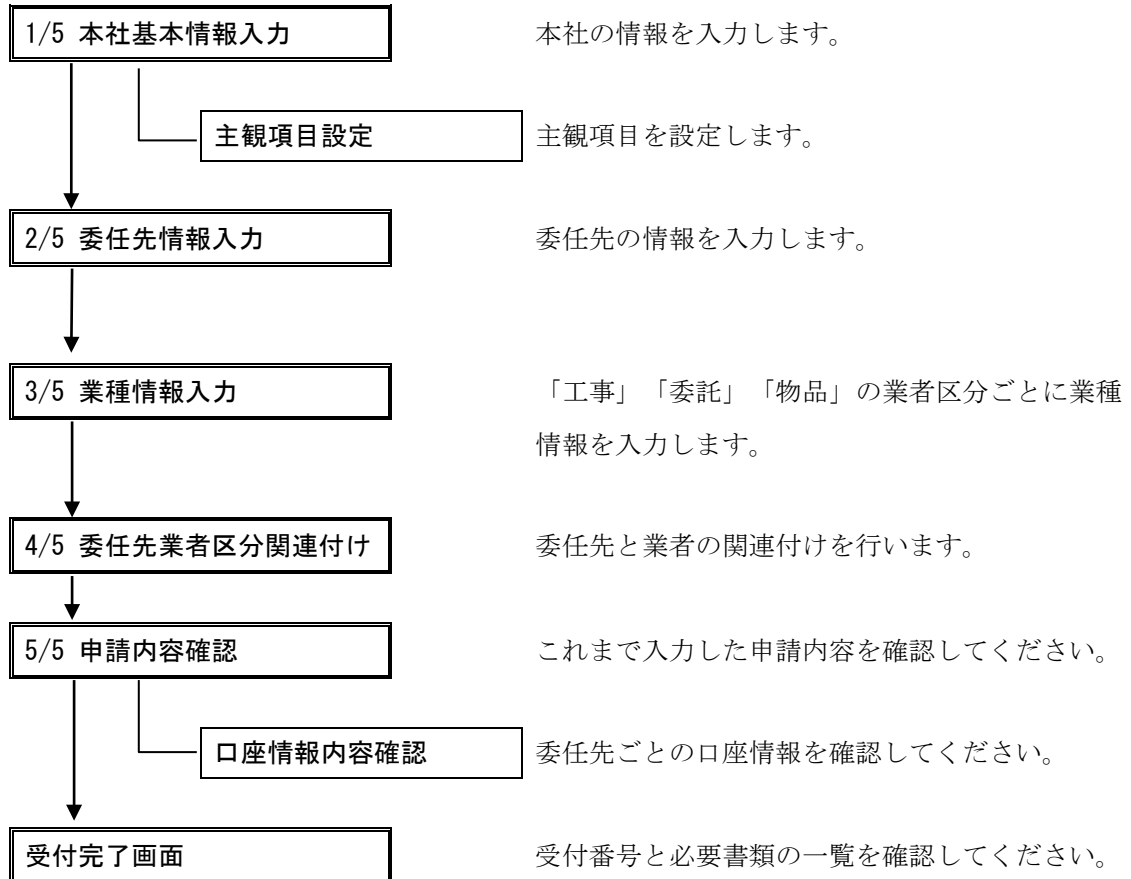 1/5 本社基本情報入力
本社の情報を入力します。
主観項目設定
主観項目を設定します。
2/5 委任先情報入力
委任先の情報を入力します。
3/5 業種情報入力
「工事」「委託」「物品」の業者区分ごとに業種
情報を入力します。
4/5 委任先業者区分関連付け
委任先と業者の関連付けを行います。
5/5 申請内容確認
これまで入力した申請内容を確認してください。
口座情報内容確認
委任先ごとの口座情報を確認してください。
受付完了画面
受付番号と必要書類の一覧を確認してください。